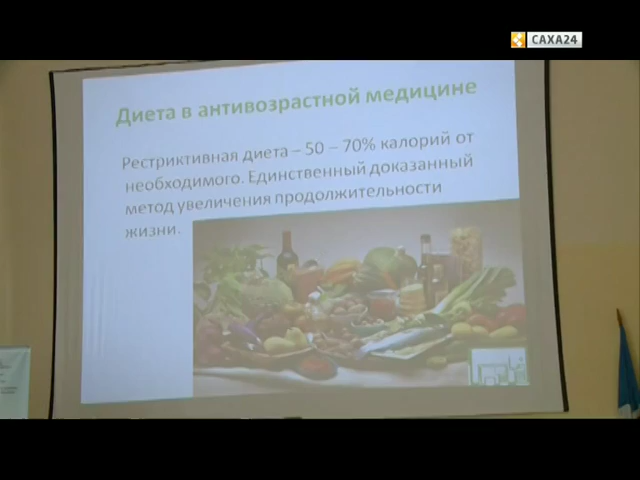 САХА24
Диета в антивозрастной медицине
Рестриктивная диета – 50 – 70% калорий от
необходимого. Единственный доказанный
метод увеличения продолжительности
жизни.